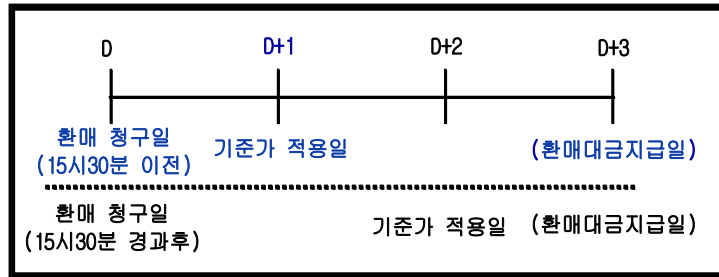 D D+1 D+2 D+3
환매 청구일 기준가 적용일 (환매대금지급일)
(15시30분 이전)
환매 청구일 기준가 적용일 (환매대금지급일)
(15시30분 경과후)